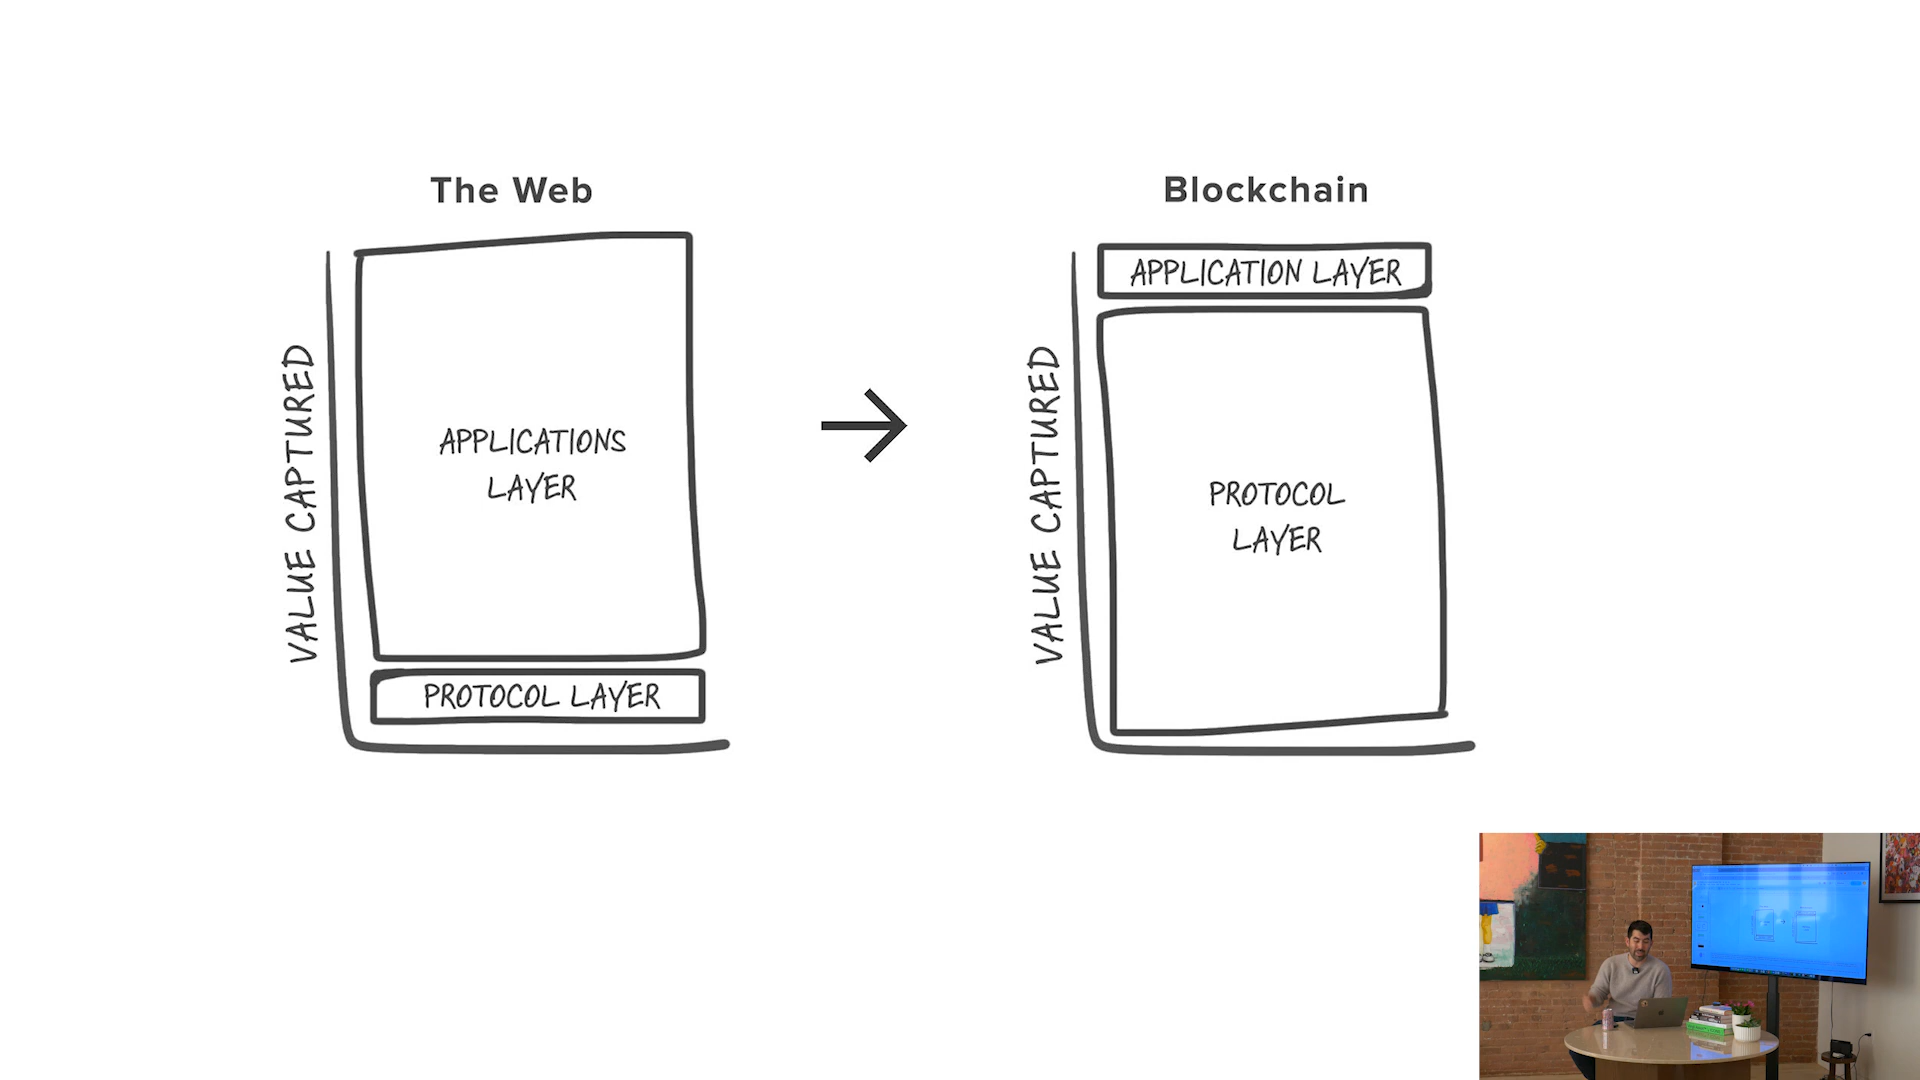 The Web
VALUE CAPTURED
APPLICATIONS
LAYER
PROTOCOL LAYER
Blockchain
VALUE CAPTURED
APPLICATION LAYER
PROTOCOL
LAYER